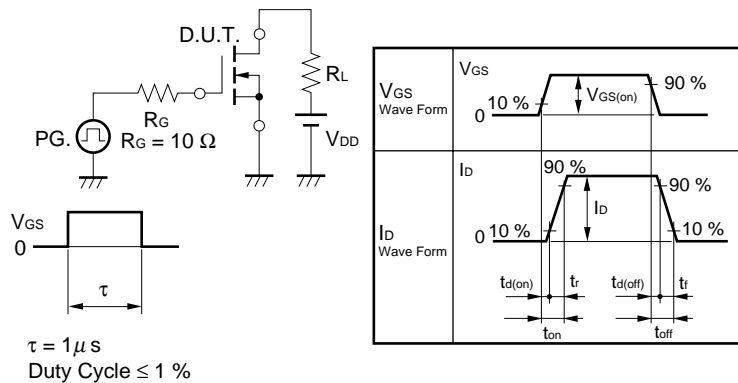 D.U.T.
RL
RG
PG.
RG = 10 Ω
VDD
VGS
0
τ
τ = 1μ s
Duty Cycle ≤ 1 %
VGS
Wave Form
VGS
10 %
0
VGS(on)
90 %
ID
Wave Form
ID
90 %
90 %
0
10 %
ID
10 %
td(on)
tr
td(off)
tf
ton
toff